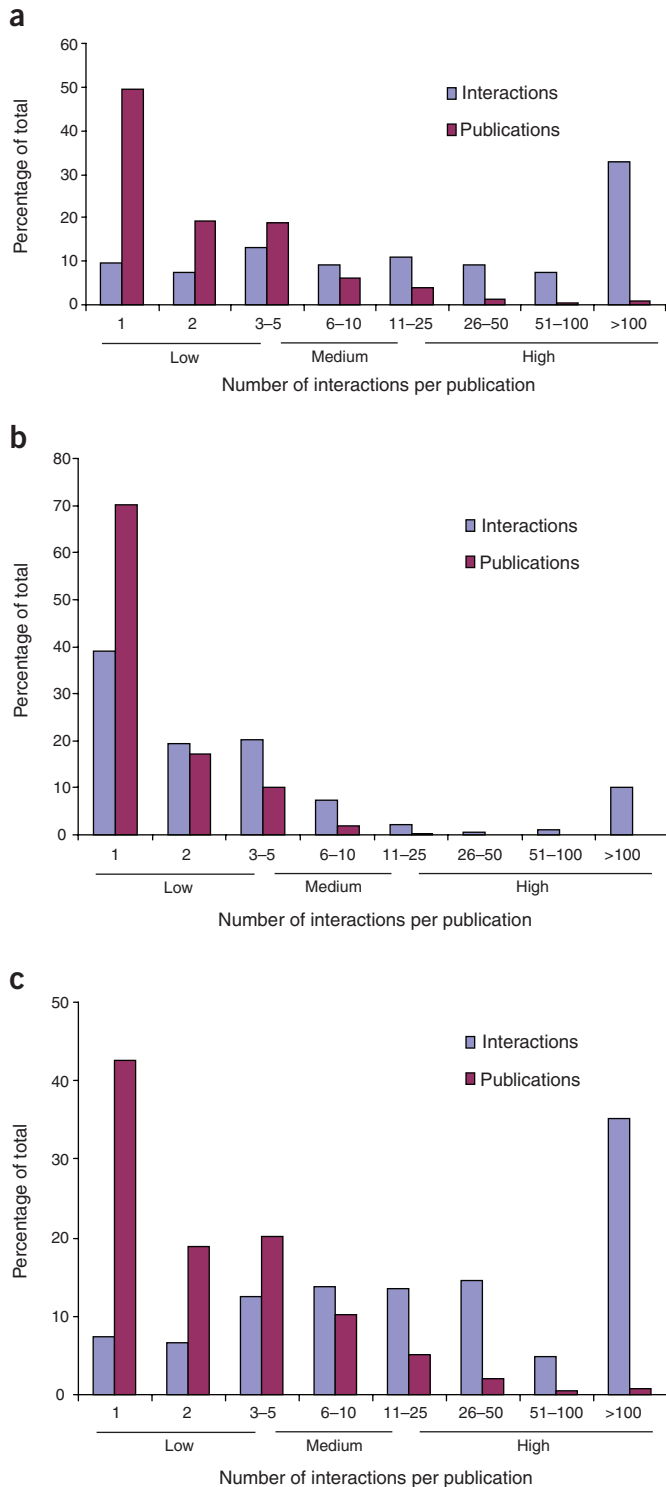 a
60
50
40
30
20
10
0
Percentage of total
Interactions
Publications
1 2 3–5 6–10 11–25 26–50 51–100 >100
Low Medium High
Number of interactions per publication
b
80
70
60
50
40
30
20
10
0
Percentage of total
Interactions
Publications
1 2 3–5 6–10 11–25 26–50 51–100 >100
Low Medium High
Number of interactions per publication
c
50
40
30
20
10
0
Percentage of total
Interactions
Publications
1 2 3–5 6–10 11–25 26–50 51–100 >100
Low Medium High
Number of interactions per publication